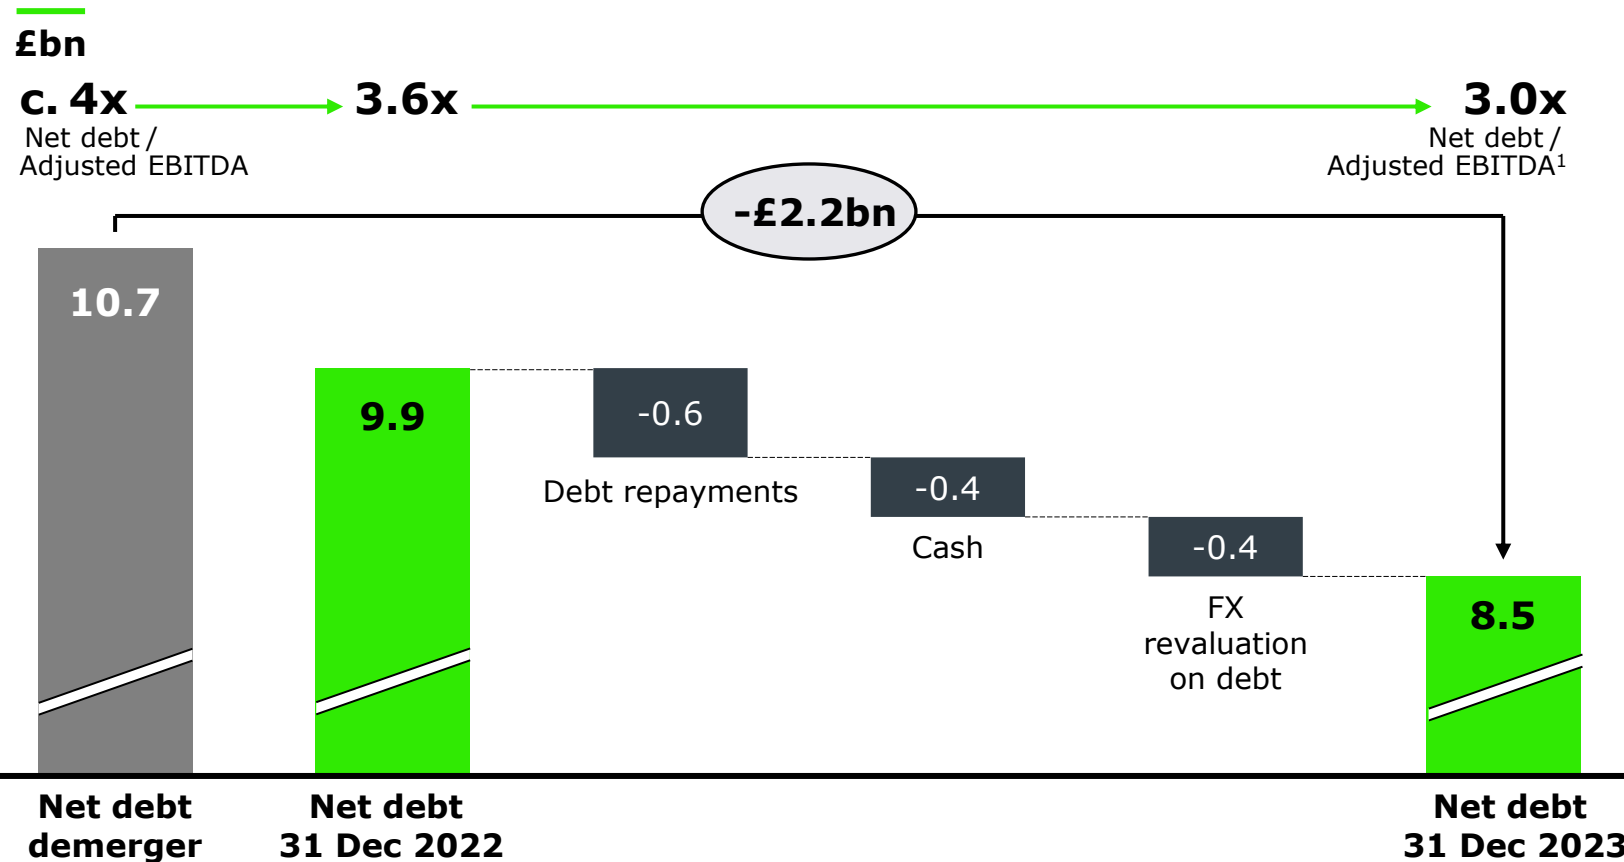 £bn
c. 4x
3.6x
3.0x
Net debt /
Adjusted EBITDA
Net debt /
Adjusted EBITDA¹
-£2.2bn
10.7
9.9
-0.6
Debt repayments
-0.4
Cash
-0.4
FX
revaluation
on debt
8.5
Net debt
demerger
Net debt
31 Dec 2022
Net debt
31 Dec 2023